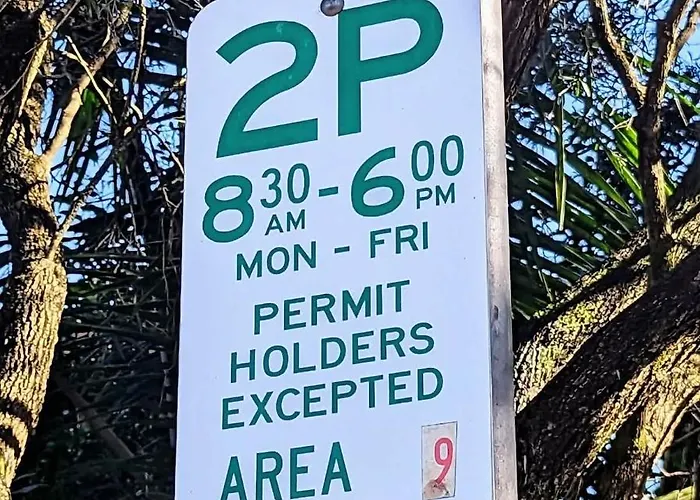 2P
8 30 AM - 6 00 PM
MON - FRI
PERMIT
HOLDERS
EXCEPTED
AREA 9